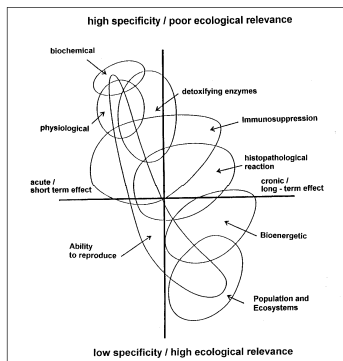 high specificity / poor ecological relevance
biochemical
detoxifying enzymes
Immunosuppression
physiological
histopathological
reaction
acute /
short term effect
cronic /
long - term effect
Bioenergetic
Ability
to reproduce
Population and
Ecosystems
low specificity / high ecological relevance